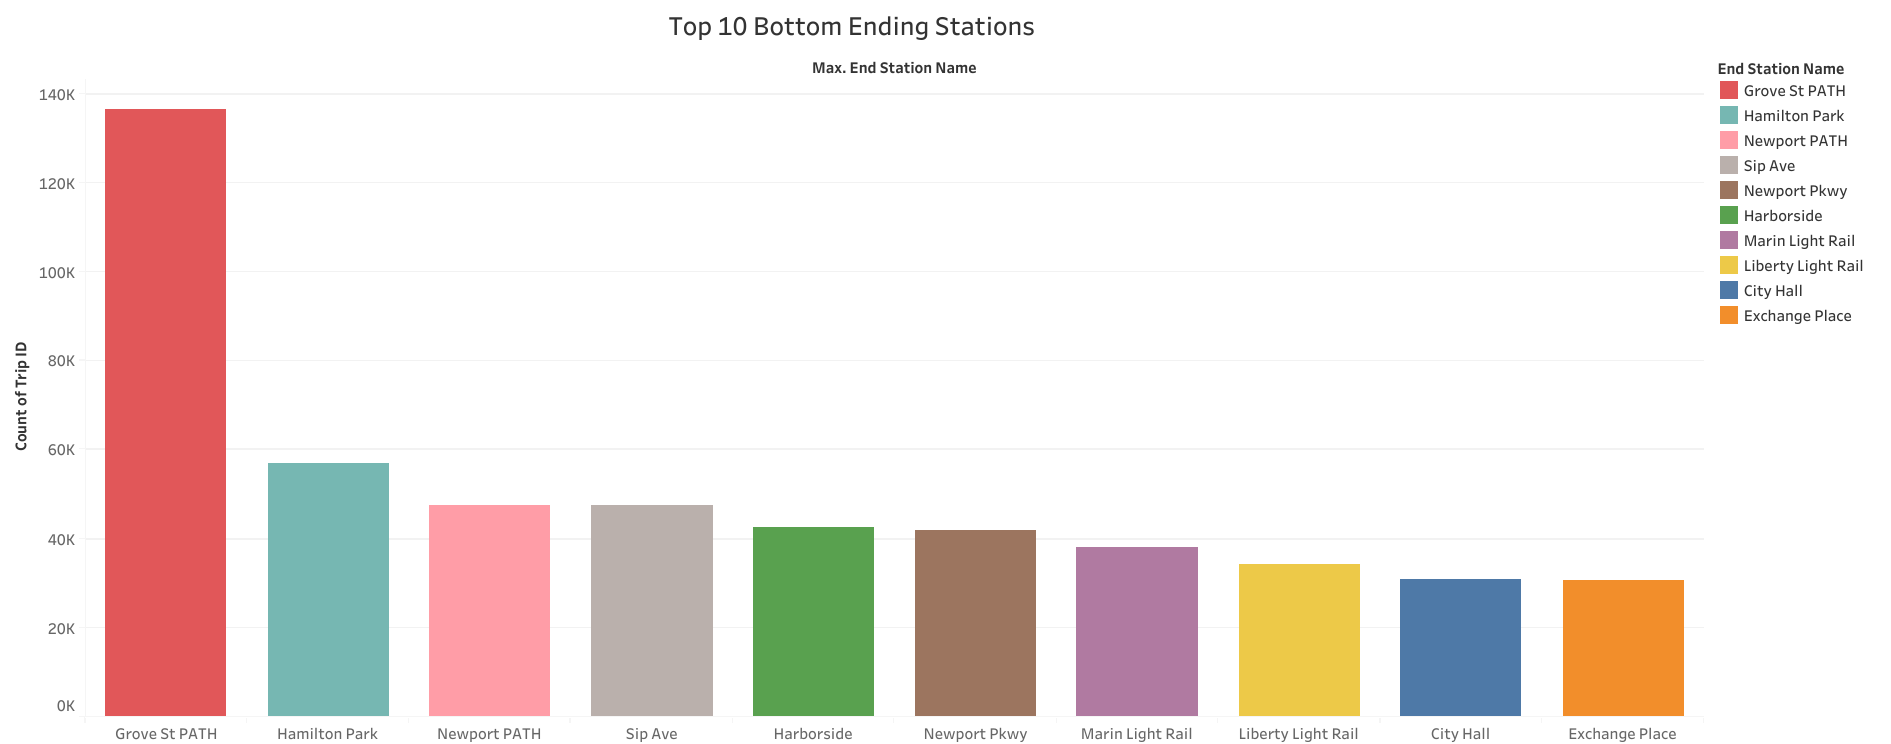 Top 10 Bottom Ending Stations
Max. End Station Name
Count of Trip ID
140K
120K
100K
80K
60K
40K
20K
0K
Grove St PATH
Hamilton Park
Newport PATH
Sip Ave
Harborside
Newport Pkwy
Marin Light Rail
Liberty Light Rail
City Hall
Exchange Place
End Station Name
Grove St PATH
Hamilton Park
Newport PATH
Sip Ave
Newport Pkwy
Harborside
Marin Light Rail
Liberty Light Rail
City Hall
Exchange Place